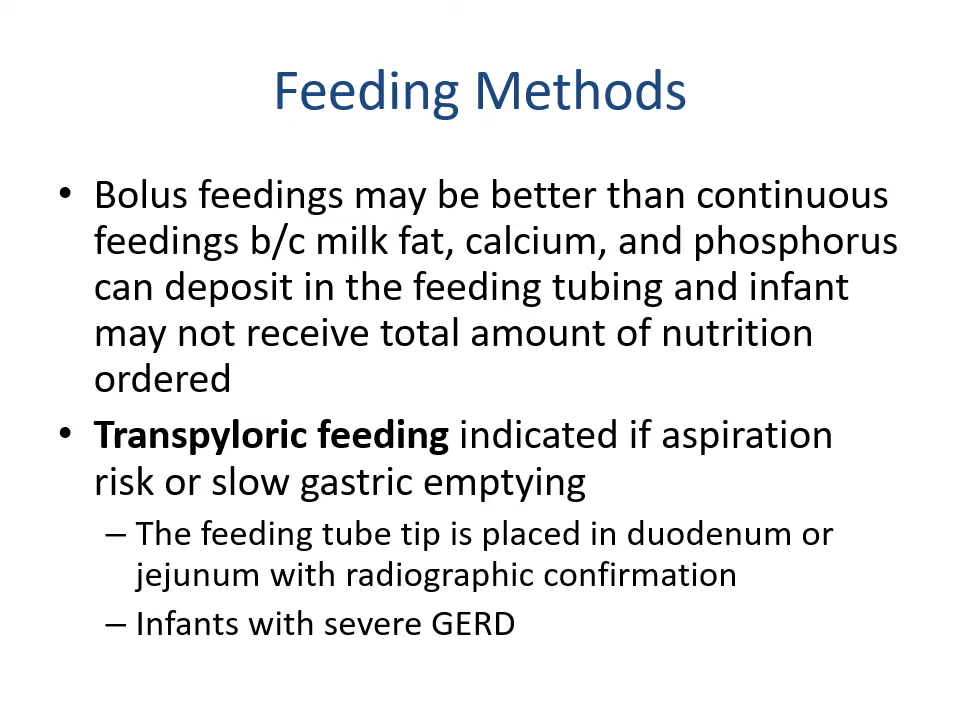 Feeding Methods
• Bolus feedings may be better than continuous
feedings b/c milk fat, calcium, and phosphorus
can deposit in the feeding tubing and infant
may not receive total amount of nutrition
ordered
• Transpyloric feeding indicated if aspiration
risk or slow gastric emptying
– The feeding tube tip is placed in duodenum or
jejunum with radiographic confirmation
– Infants with severe GERD